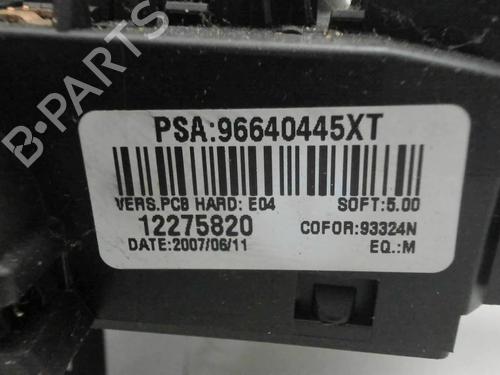 PSA:96640445XT
VERS.PCB HARD: E04 SOFT:5.00
12275820 COFOR:93324N
DATE:2007/06/11 EQ.:M
B-PARTS